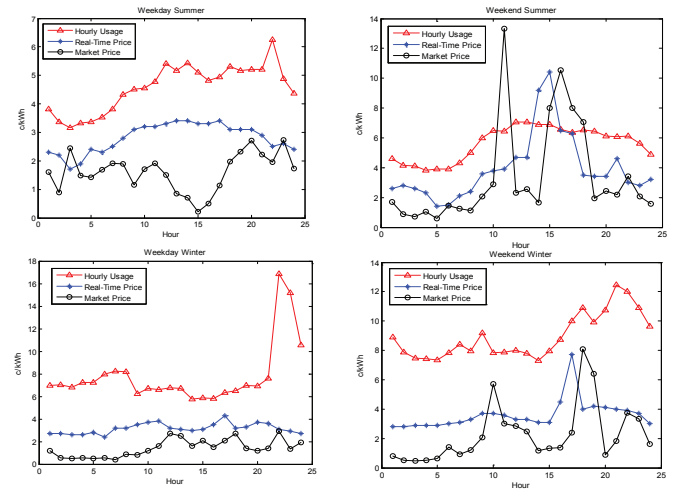 Weekday Summer
7
6
5
4
3
2
1
0
c/kWh
Hourly Usage
Real-Time Price
Market Price
0 5 10 15 20 25
Hour
Weekend Summer
14
12
10
8
6
4
2
0
c/kWh
Hourly Usage
Real-Time Price
Market Price
0 5 10 15 20 25
Hour
Weekday Winter
18
16
14
12
10
8
6
4
2
0
c/kWh
Hourly Usage
Real-Time Price
Market Price
0 5 10 15 20 25
Hour
Weekend Winter
14
12
10
8
6
4
2
0
c/kWh
Hourly Usage
Real-Time Price
Market Price
0 5 10 15 20 25
Hour